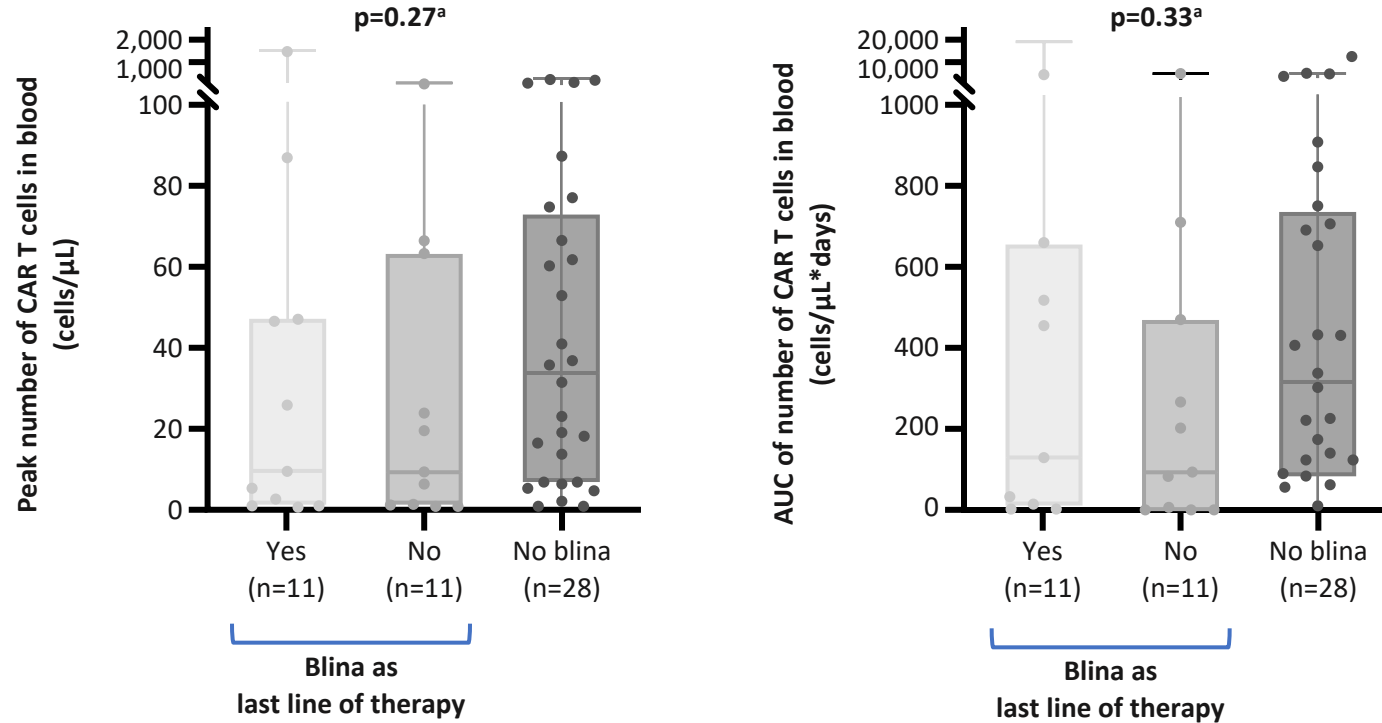 p=0.27ᵃ
Peak number of CAR T cells in blood
(cells/µL)
2,000
1,000
100
80
60
40
20
0
Yes
(n=11)
No
(n=11)
No blina
(n=28)
Blina as
last line of therapy
p=0.33ᵃ
AUC of number of CAR T cells in blood
(cells/µL*days)
20,000
10,000
1000
800
600
400
200
0
Yes
(n=11)
No
(n=11)
No blina
(n=28)
Blina as
last line of therapy